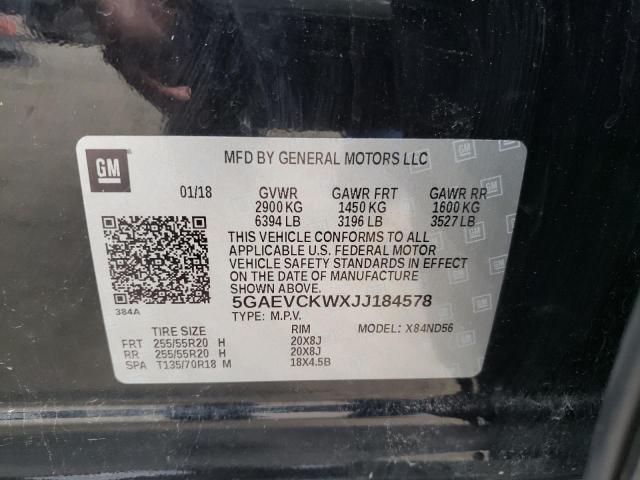 GM
MFD BY GENERAL MOTORS LLC
01/18 GVWR GAWR FRT GAWR RR
2900 KG 1450 KG 1600 KG
6394 LB 3196 LB 3527 LB
THIS VEHICLE CONFORMS TO ALL
APPLICABLE U.S. FEDERAL MOTOR
VEHICLE SAFETY STANDARDS IN EFFECT
ON THE DATE OF MANUFACTURE
SHOWN ABOVE.
384A
5GAEVCKWXJJ184578
TYPE: M.P.V.
TIRE SIZE RIM MODEL: X84ND56
FRT 255/55R20 H 20X8J
RR 255/55R20 H 20X8J
SPA T135/70R18 M 18X4.5B